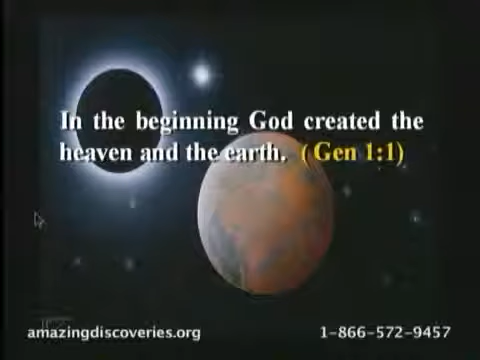 In the beginning God created the
heaven and the earth. (Gen 1:1)
amazingdiscoveries.org
1-866-572-9457